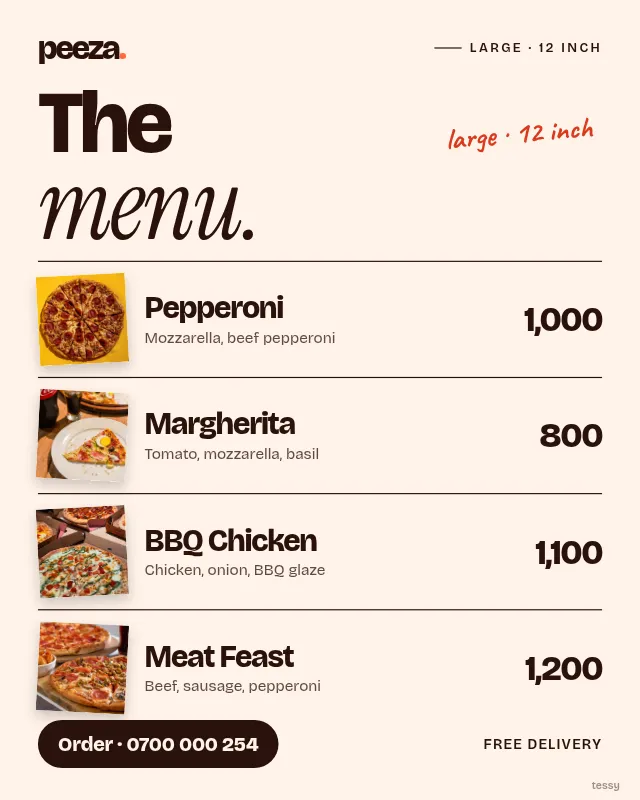 peeza.
LARGE · 12 INCH
The
large · 12 inch
menu.
Pepperoni
Mozzarella, beef pepperoni
1,000
Margherita
Tomato, mozzarella, basil
800
BBQ Chicken
Chicken, onion, BBQ glaze
1,100
Meat Feast
Beef, sausage, pepperoni
1,200
Order · 0700 000 254
FREE DELIVERY
tessy